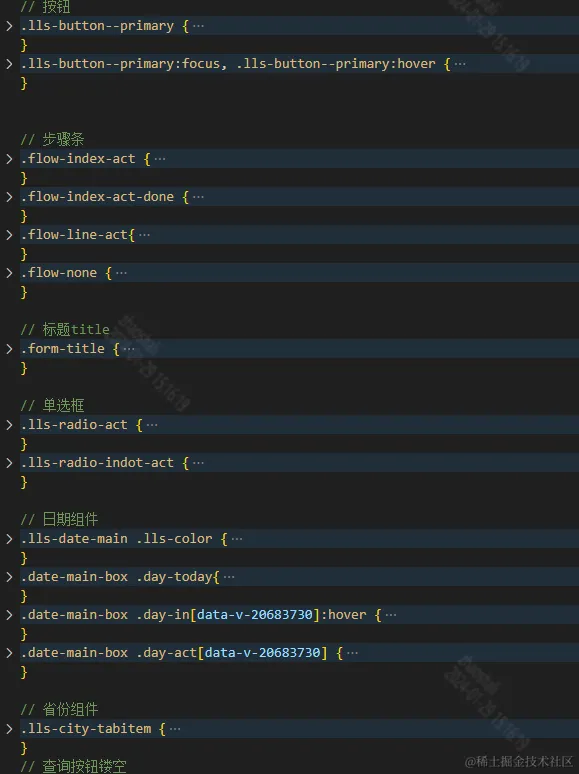 // 按钮
.lls-button--primary { ···
}
.lls-button--primary:focus, .lls-button--primary:hover { ···
}
// 步骤条
.flow-index-act { ···
}
.flow-index-act-done { ···
}
.flow-line-act{ ···
}
.flow-none { ···
}
// 标题title
.form-title { ···
}
// 单选框
.lls-radio-act { ···
}
.lls-radio-indot-act { ···
}
// 日期组件
.lls-date-main .lls-color { ···
}
.date-main-box .day-today{ ···
}
.date-main-box .day-in[data-v-20683730]:hover { ···
}
.date-main-box .day-act[data-v-20683730] { ···
}
// 省份组件
.lls-city-tabitem { ···
}
// 查询按钮镂空
@稀土掘金技术社区